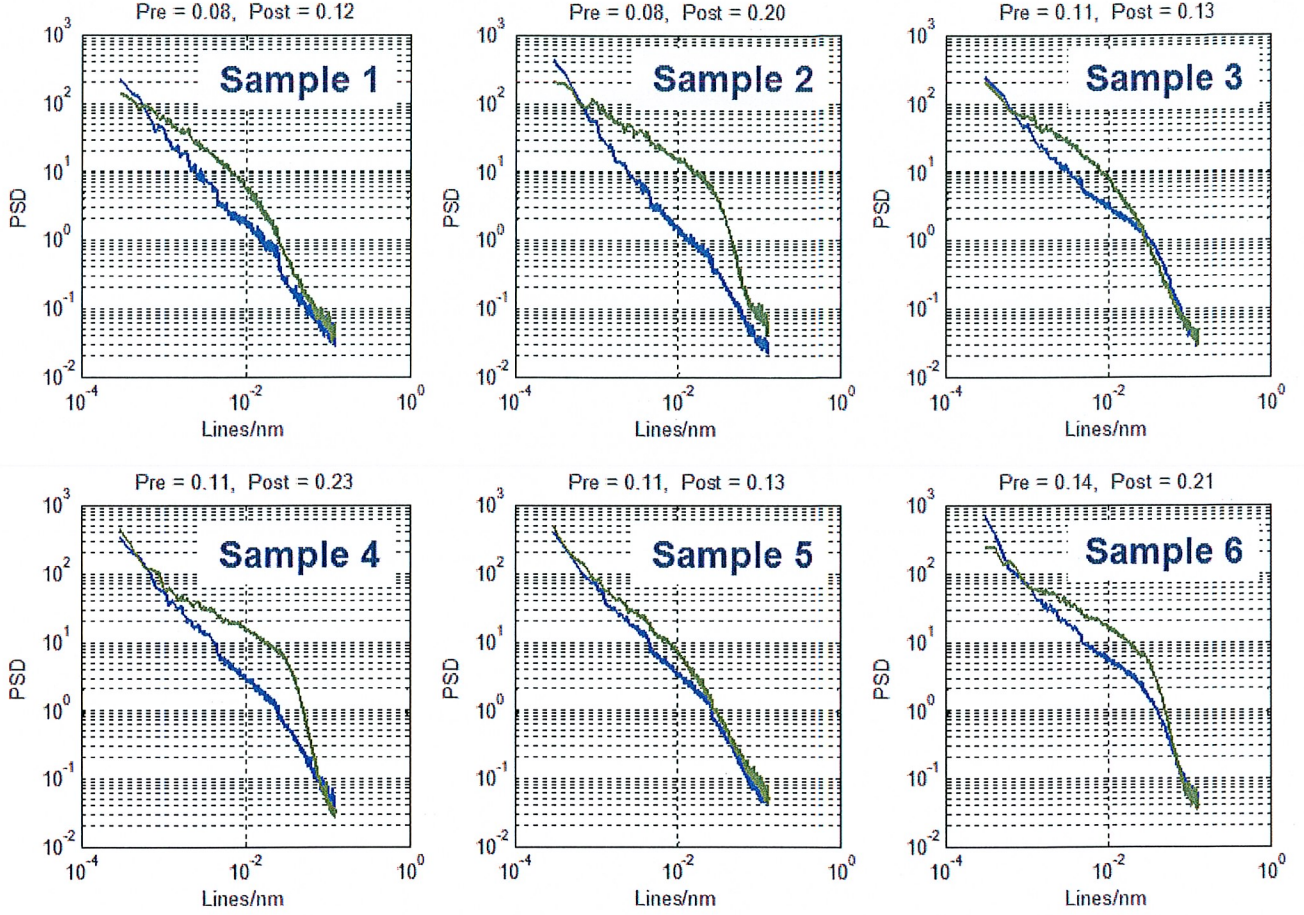 Pre = 0.08, Post = 0.12
Sample 1
10^3
10^2
10^1
10^0
10^-1
10^-2
PSD
10^-4
10^-2
10^0
Lines/nm
Pre = 0.08, Post = 0.20
Sample 2
10^3
10^2
10^1
10^0
10^-1
10^-2
PSD
10^-4
10^-2
10^0
Lines/nm
Pre = 0.11, Post = 0.13
Sample 3
10^3
10^2
10^1
10^0
10^-1
10^-2
PSD
10^-4
10^-2
10^0
Lines/nm
Pre = 0.11, Post = 0.23
Sample 4
10^3
10^2
10^1
10^0
10^-1
10^-2
PSD
10^-4
10^-2
10^0
Lines/nm
Pre = 0.11, Post = 0.13
Sample 5
10^3
10^2
10^1
10^0
10^-1
10^-2
PSD
10^-4
10^-2
10^0
Lines/nm
Pre = 0.14, Post = 0.21
Sample 6
10^3
10^2
10^1
10^0
10^-1
10^-2
PSD
10^-4
10^-2
10^0
Lines/nm